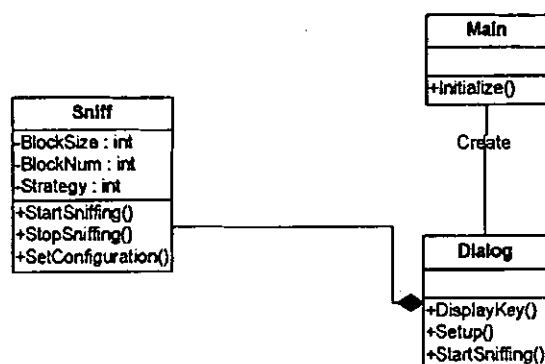 Main
+Initialize()
Create
Sniff
-BlockSize : int
-BlockNum : int
-Strategy : int
+StartSniffing()
+StopSniffing()
+SetConfiguration()
Dialog
+DisplayKey()
+Setup()
+StartSniffing()